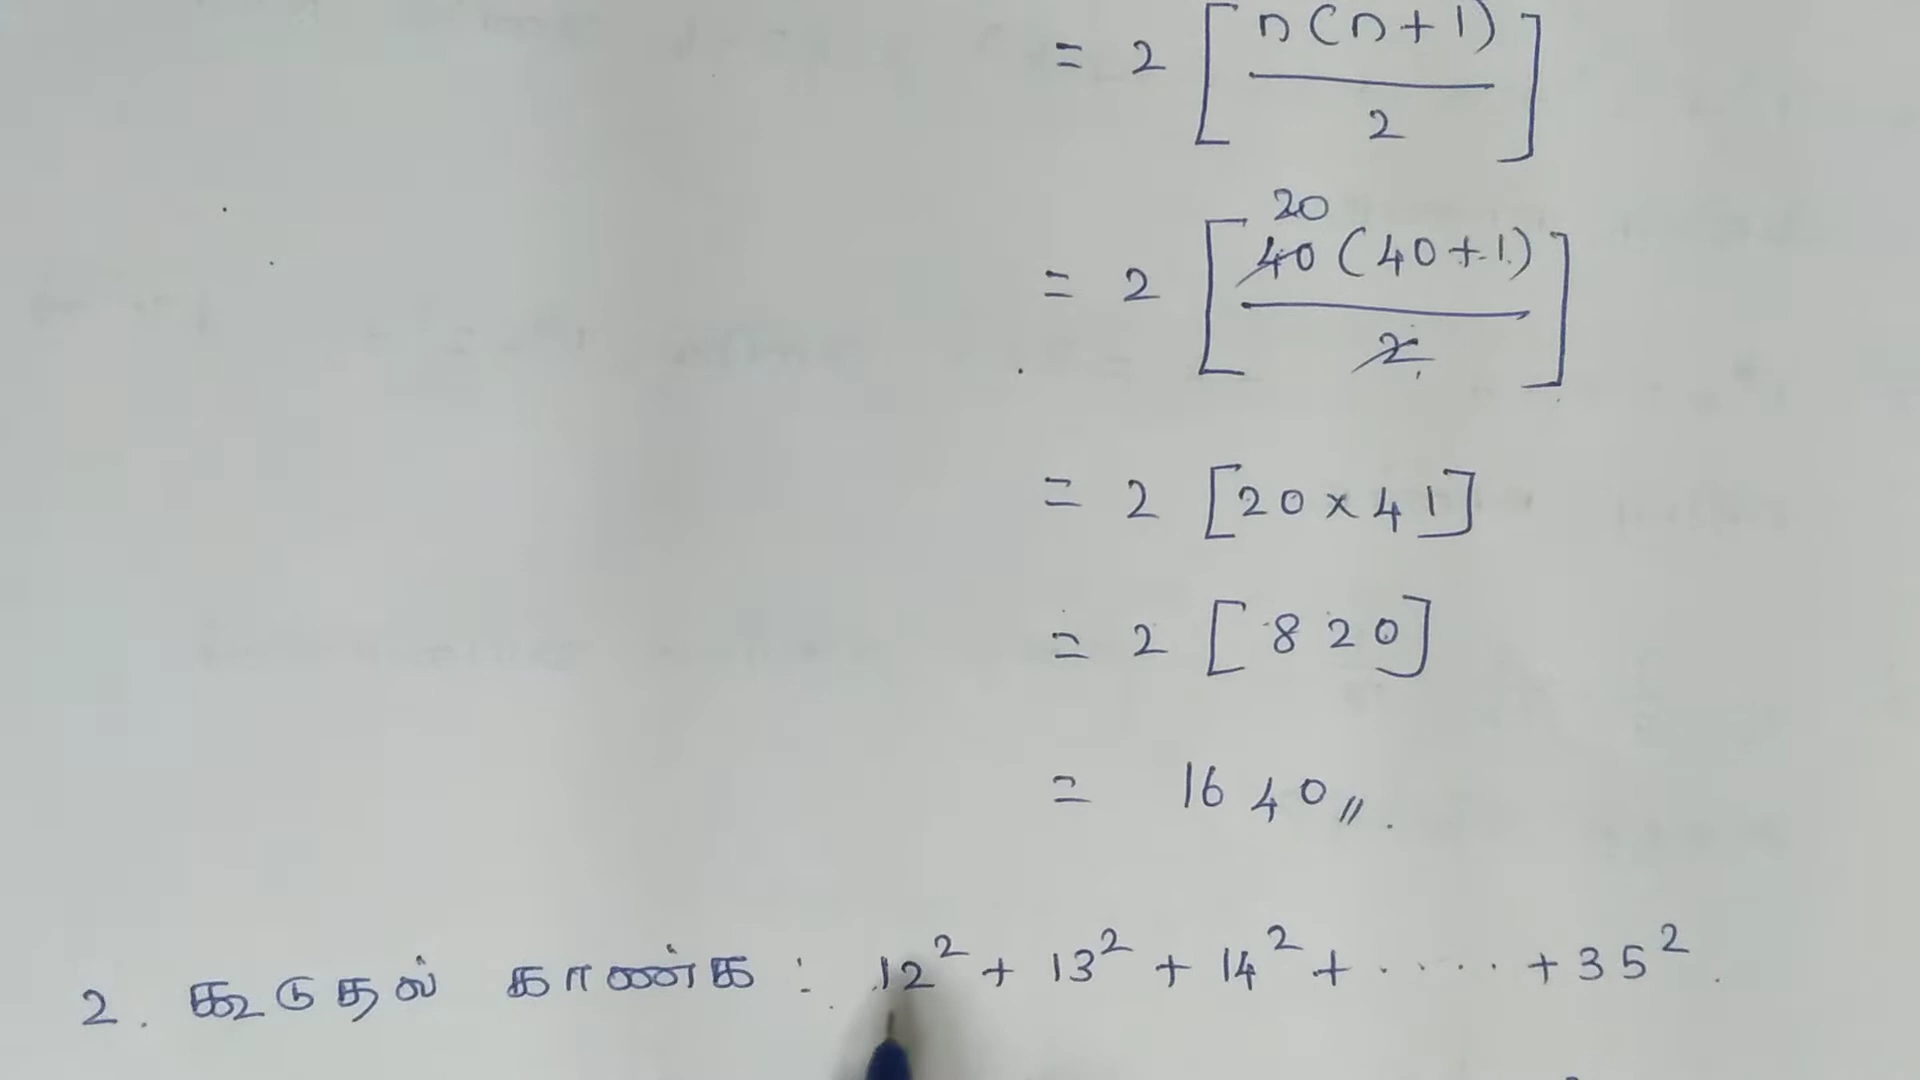 = 2 [n(n+1)/2]
= 2 [40(40+1)/2] 20
= 2 [20×41]
= 2 [820]
= 1640 //.
2. கூடுதல் காண்க : 12² + 13² + 14² + ..... + 35².